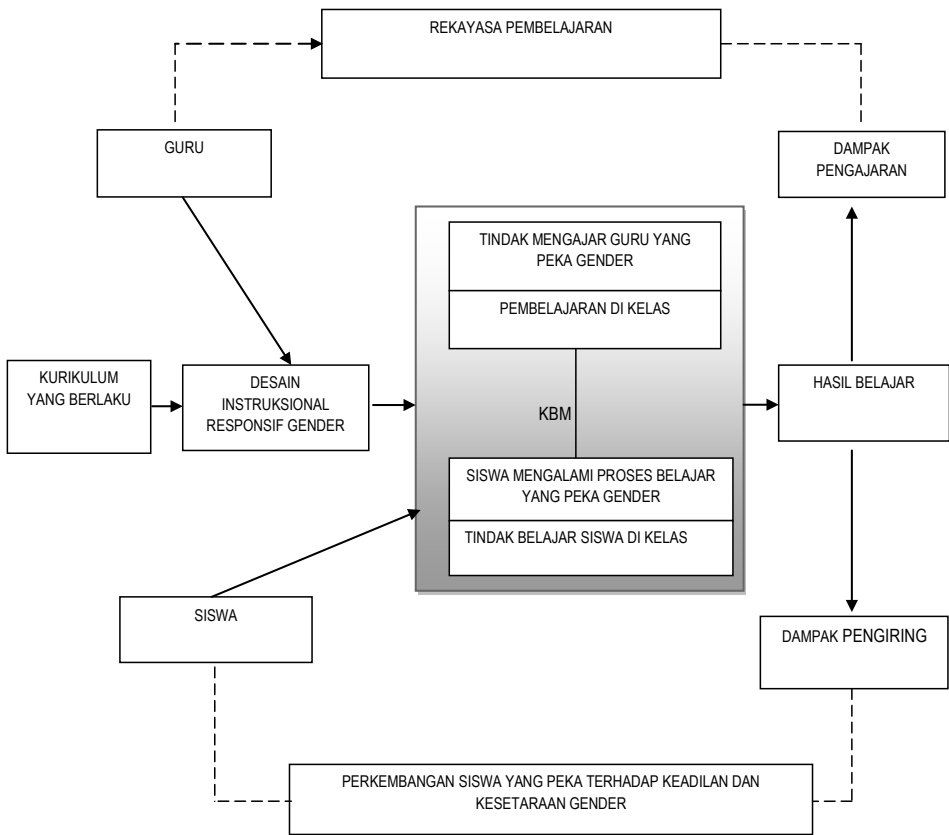 REKAYASA PEMBELAJARAN
GURU
DAMPAK
PENGAJARAN
TINDAK MENGAJAR GURU YANG
PEKA GENDER
PEMBELAJARAN DI KELAS
KURIKULUM
YANG BERLAKU
DESAIN
INSTRUKSIONAL
RESPONSIF GENDER
KBM
HASIL BELAJAR
SISWA MENGALAMI PROSES BELAJAR
YANG PEKA GENDER
TINDAK BELAJAR SISWA DI KELAS
SISWA
DAMPAK PENGIRING
PERKEMBANGAN SISWA YANG PEKA TERHADAP KEADILAN DAN
KESETARAAN GENDER